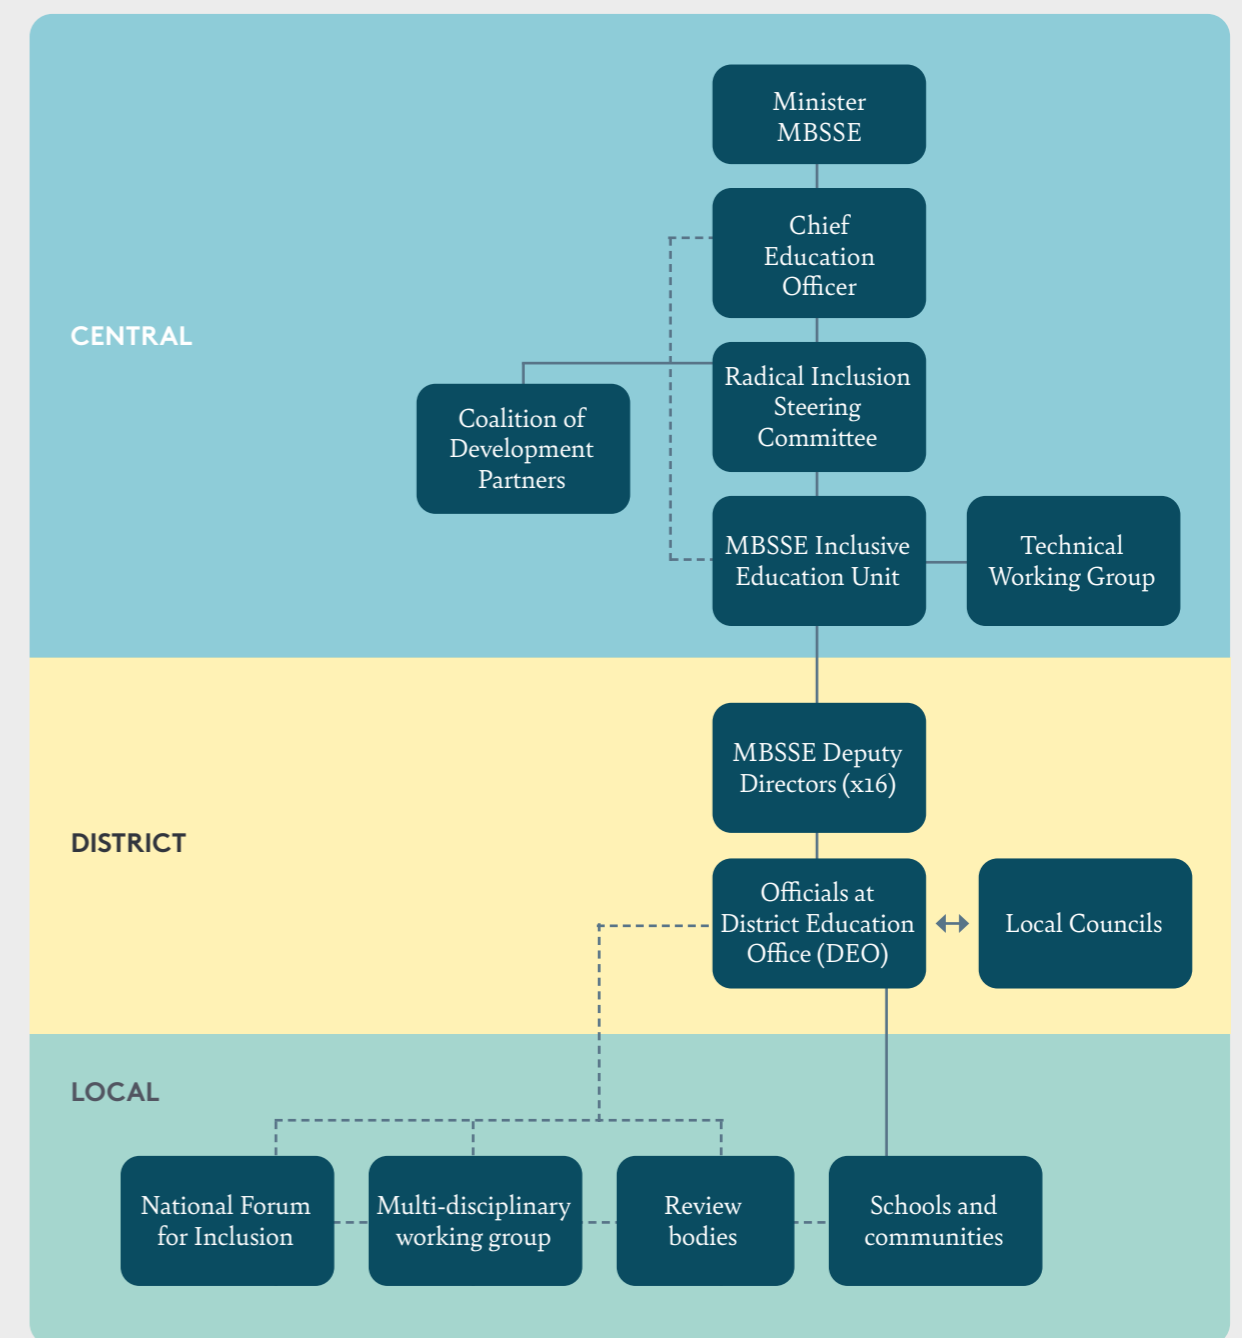 Minister
MBSSE
Chief
Education
Officer
CENTRAL
Radical Inclusion
Steering
Committee
Coalition of
Development
Partners
MBSSE Inclusive
Education Unit
Technical
Working Group
MBSSE Deputy
Directors (x16)
DISTRICT
Officials at
District Education
Office (DEO)
Local Councils
LOCAL
National Forum
for Inclusion
Multi-disciplinary
working group
Review
bodies
Schools and
communities